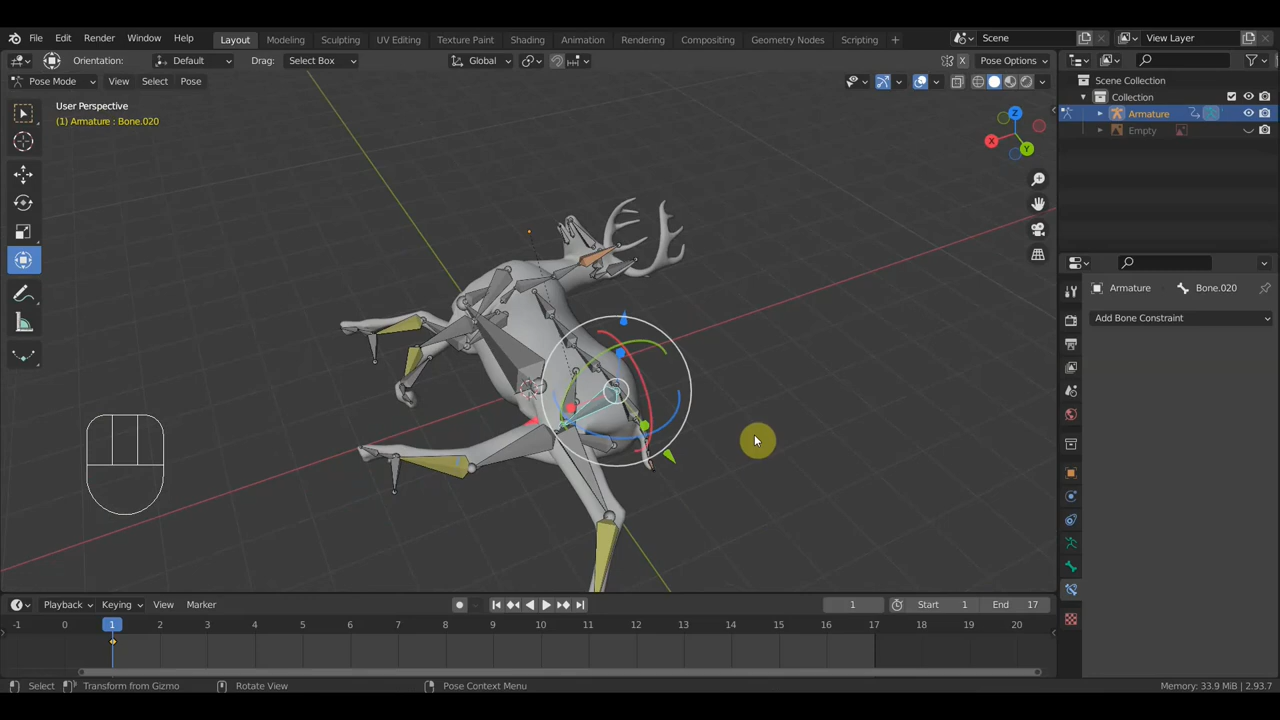 File Edit Render Window Help Layout Modeling Sculpting UV Editing Texture Paint Shading Animation Rendering Compositing Geometry Nodes Scripting + Scene View Layer
Orientation: Default Drag: Select Box Global X Pose Options
Pose Mode View Select Pose
Scene Collection
Collection
Armature
Empty
User Perspective
(1) Armature : Bone.020
Z
X
Y
Armature Bone.020
Add Bone Constraint
Playback Keying View Marker 1 Start 1 End 17
-1 0 1 2 3 4 5 6 7 8 9 10 11 12 13 14 15 16 17 18 19 20
Select Transform from Gizmo Rotate View Pose Context Menu Memory: 33.9 MiB | 2.93.7